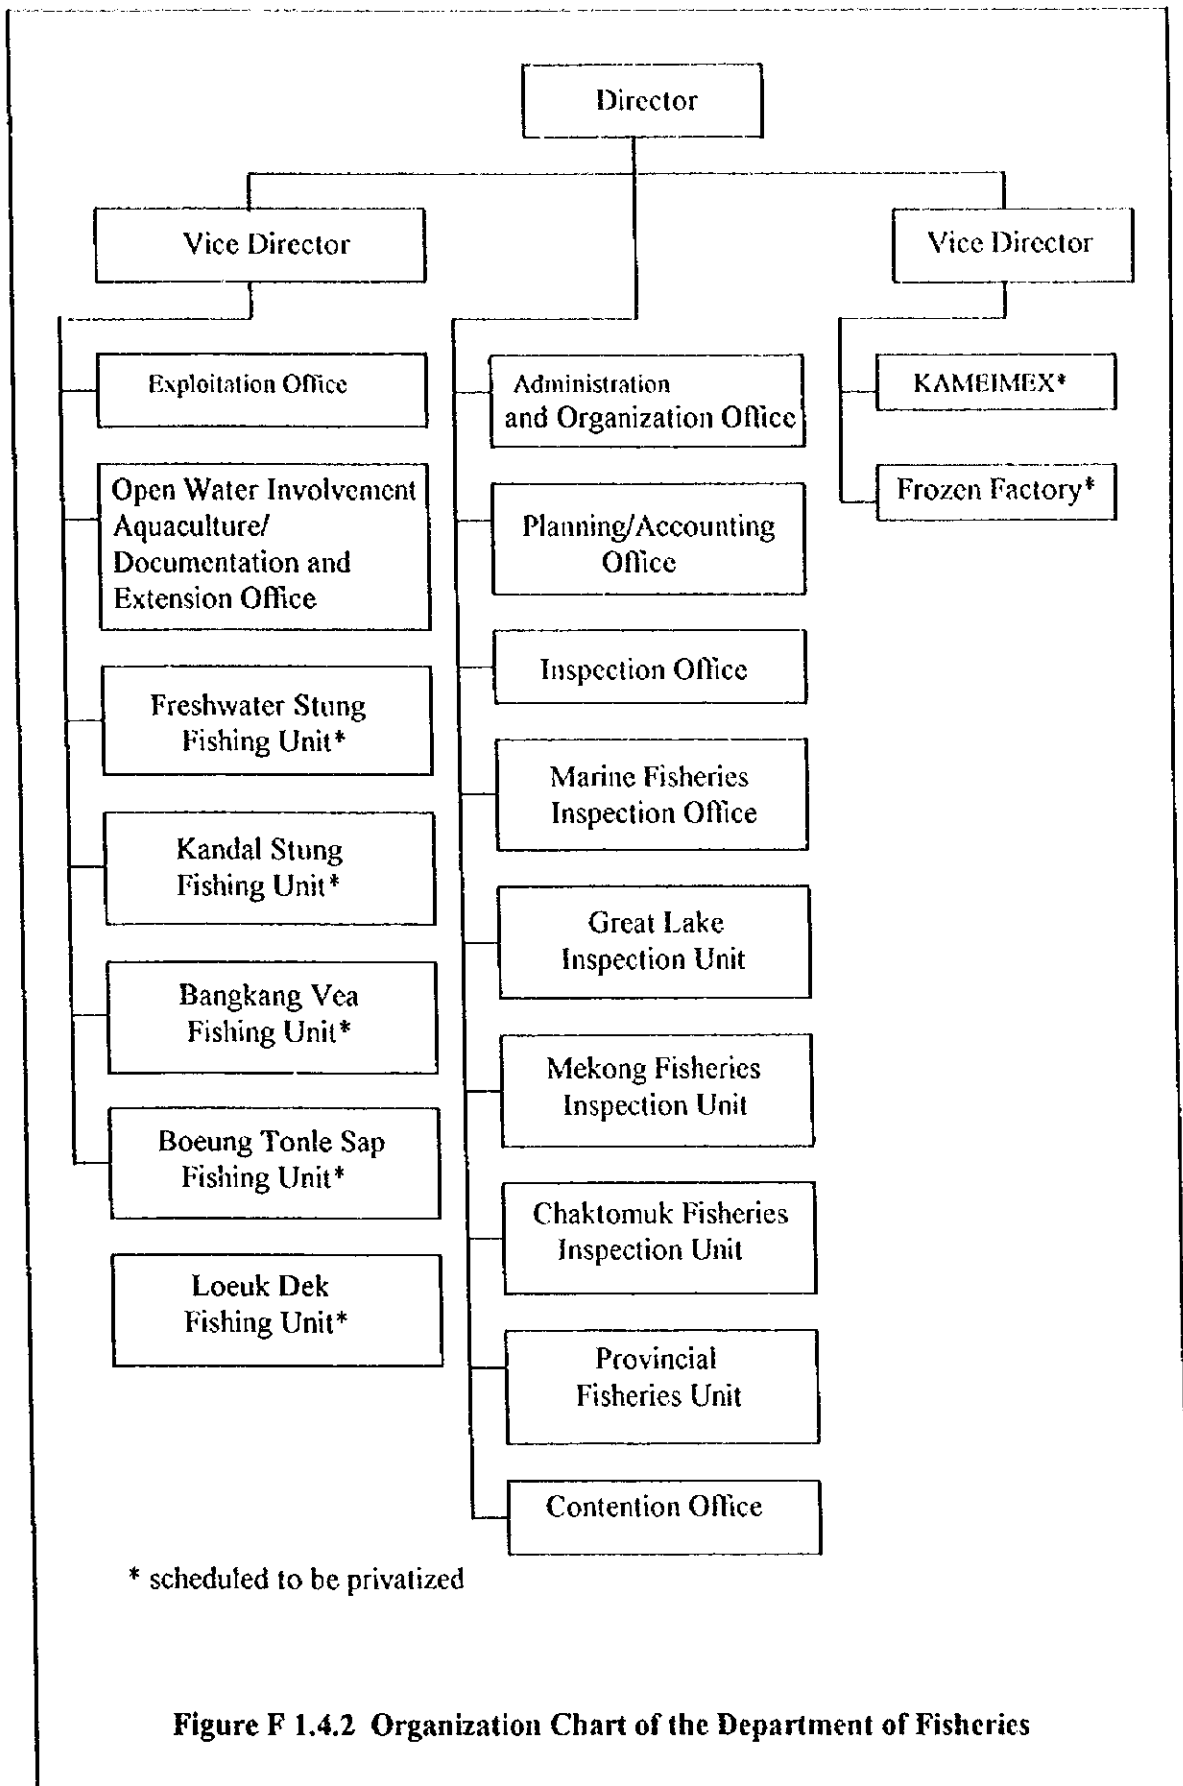 Director
Vice Director
Vice Director
Exploitation Office
Open Water Involvement
Aquaculture/
Documentation and
Extension Office
Freshwater Stung
Fishing Unit*
Kandal Stung
Fishing Unit*
Bangkang Vea
Fishing Unit*
Boeung Tonle Sap
Fishing Unit*
Loeuk Dek
Fishing Unit*
Administration
and Organization Office
Planning/Accounting
Office
Inspection Office
Marine Fisheries
Inspection Office
Great Lake
Inspection Unit
Mekong Fisheries
Inspection Unit
Chaktomuk Fisheries
Inspection Unit
Provincial
Fisheries Unit
Contention Office
KAMEIMEX*
Frozen Factory*
* scheduled to be privatized
Figure F 1.4.2 Organization Chart of the Department of Fisheries